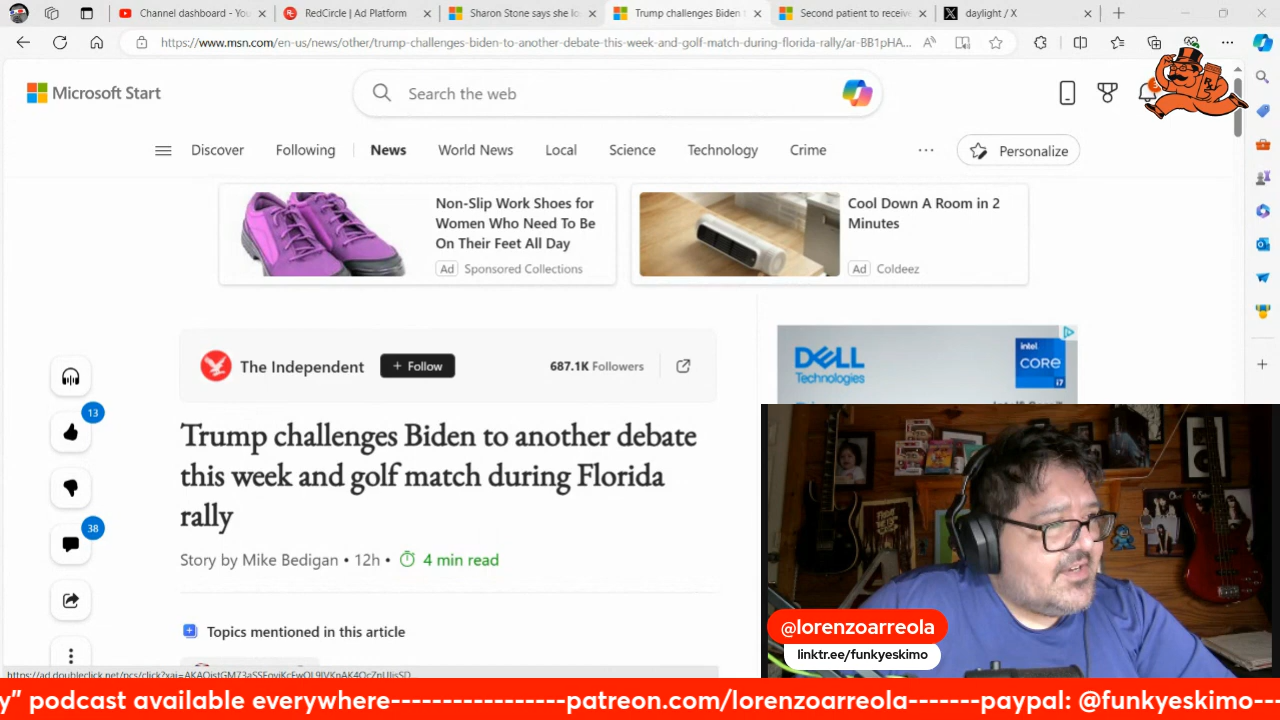 Channel dashboard - You
RedCircle | Ad Platform
Sharon Stone says she lo
Trump challenges Biden t
Second patient to receive
daylight / X
https://www.msn.com/en-us/news/other/trump-challenges-biden-to-another-debate-this-week-and-golf-match-during-florida-rally/ar-BB1pHA...
Microsoft Start
Search the web
Discover
Following
News
World News
Local
Science
Technology
Crime
Personalize
Non-Slip Work Shoes for
Women Who Need To Be
On Their Feet All Day
Ad Sponsored Collections
Cool Down A Room in 2
Minutes
Ad Coldeez
The Independent
+ Follow
687.1K Followers
DELL
Technologies
intel
CORE
i7
13
38
Trump challenges Biden to another debate
this week and golf match during Florida
rally
Story by Mike Bedigan • 12h • 4 min read
Topics mentioned in this article
@lorenzoarreola
linktr.ee/funkyeskimo
y” podcast available everywhere----------------patreon.com/lorenzoarreola-------paypal: @funkyeskimo---